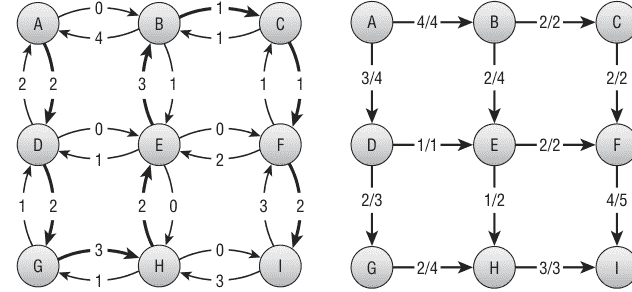 A 0 B 1 C A 4/4 B 2/2 C
4 1
2 2 3 1 1 1 3/4 2/4 2/2
D 0 E 0 F D 1/1 E 2/2 F
1 2
1 2 2 0 3 2 2/3 1/2 4/5
G 3 H 0 I G 2/4 H 3/3 I
1 3